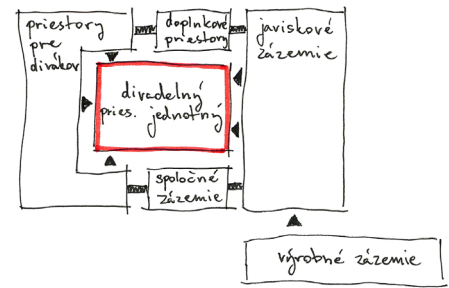 priestory
pre
divákov
doplnkové
priestory
javiskové
zázemie
divadelný
pries. jednotný
spoločné
zázemie
výrobné zázemie